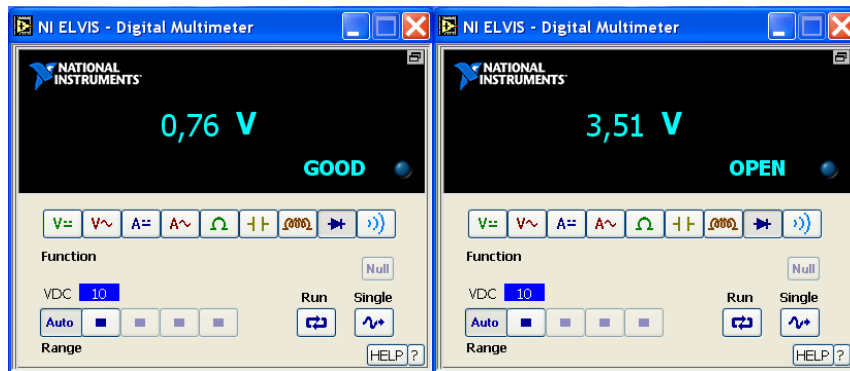 NI ELVIS - Digital Multimeter
NATIONAL
INSTRUMENTS
0,76 V
GOOD
V= V~ A= A~ Ω
Function
Null
VDC 10
Run Single
Auto
Range
HELP ?
NI ELVIS - Digital Multimeter
NATIONAL
INSTRUMENTS
3,51 V
OPEN
V= V~ A= A~ Ω
Function
Null
VDC 10
Run Single
Auto
Range
HELP ?